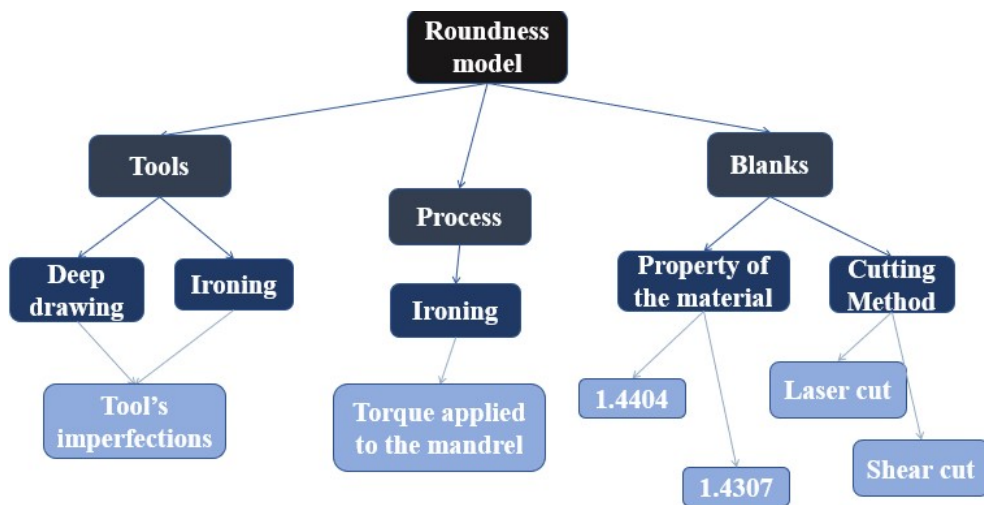 Roundness
model
Tools
Process
Blanks
Deep
drawing
Ironing
Ironing
Property of
the material
Cutting
Method
Tool’s
imperfections
Torque applied
to the mandrel
1.4404
1.4307
Laser cut
Shear cut